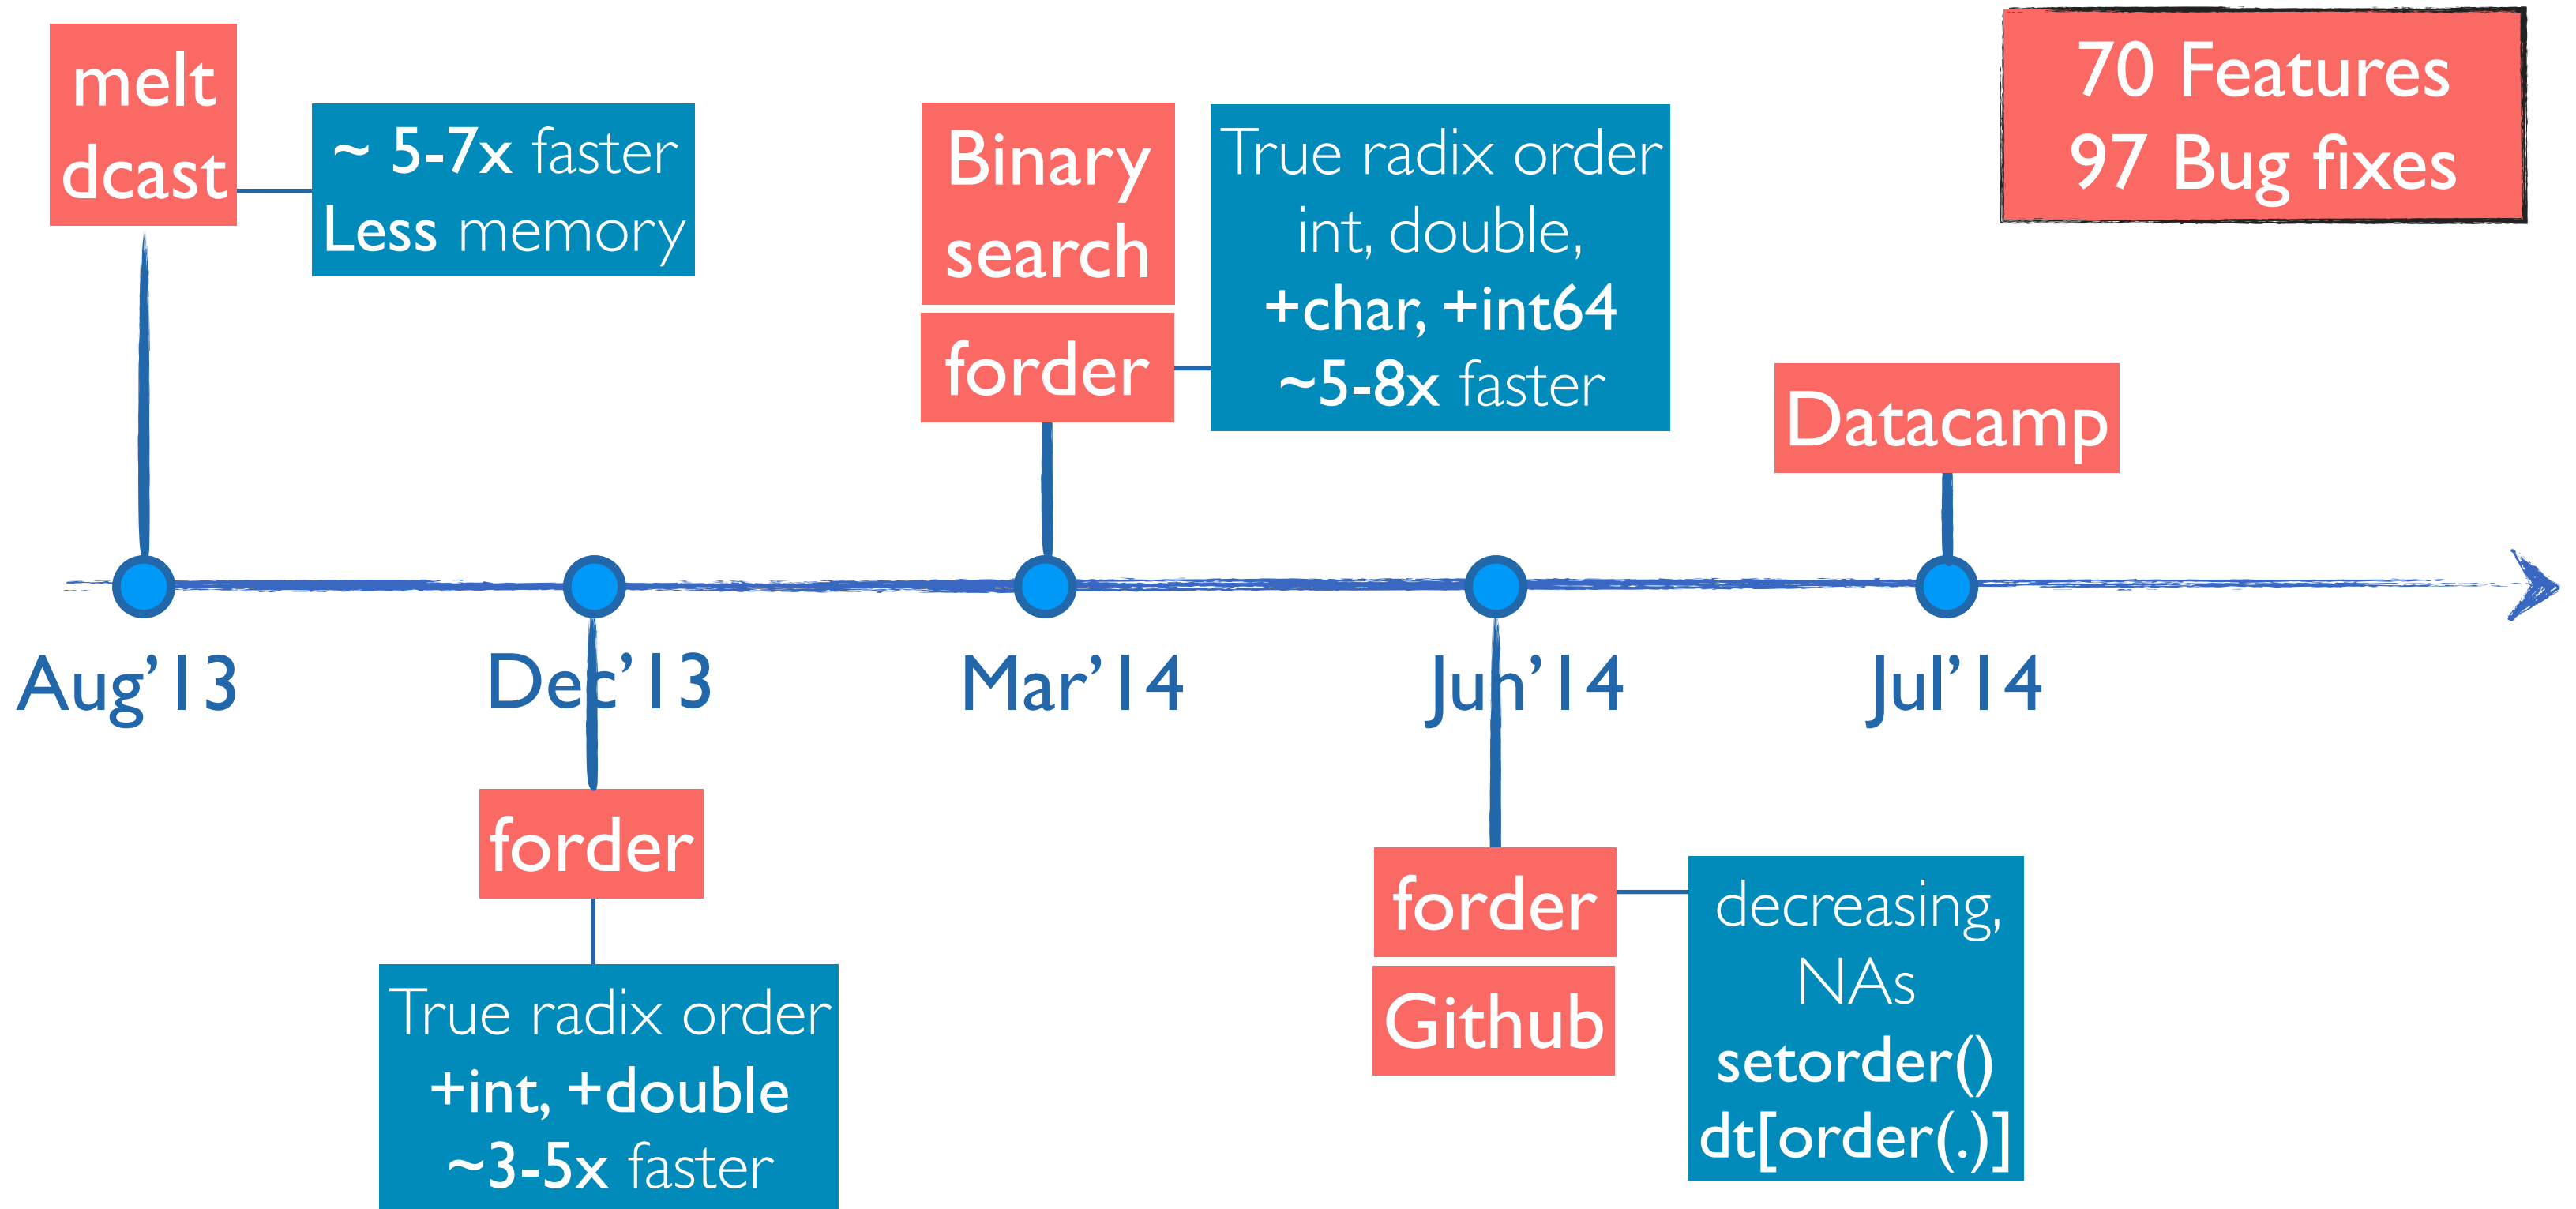 melt
dcast
~ 5-7x faster
Less memory
Binary
search
forder
True radix order
int, double,
+char, +int64
~5-8x faster
70 Features
97 Bug fixes
Datacamp
Aug’13
Dec’13
Mar’14
Jun’14
Jul’14
forder
True radix order
+int, +double
~3-5x faster
forder
Github
decreasing,
NAs
setorder()
dt[order(.)]